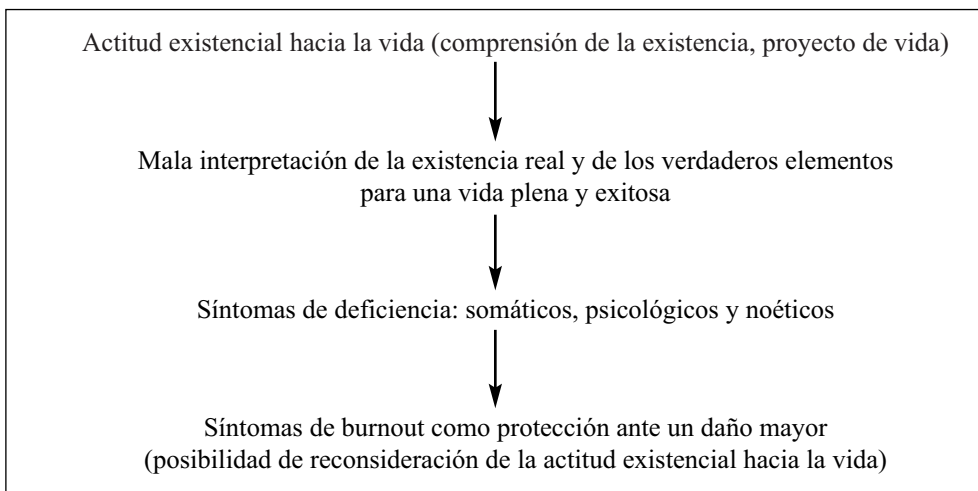 Actitud existencial hacia la vida (comprensión de la existencia, proyecto de vida)
Mala interpretación de la existencia real y de los verdaderos elementos
para una vida plena y exitosa
Síntomas de deficiencia: somáticos, psicológicos y noéticos
Síntomas de burnout como protección ante un daño mayor
(posibilidad de reconsideración de la actitud existencial hacia la vida)